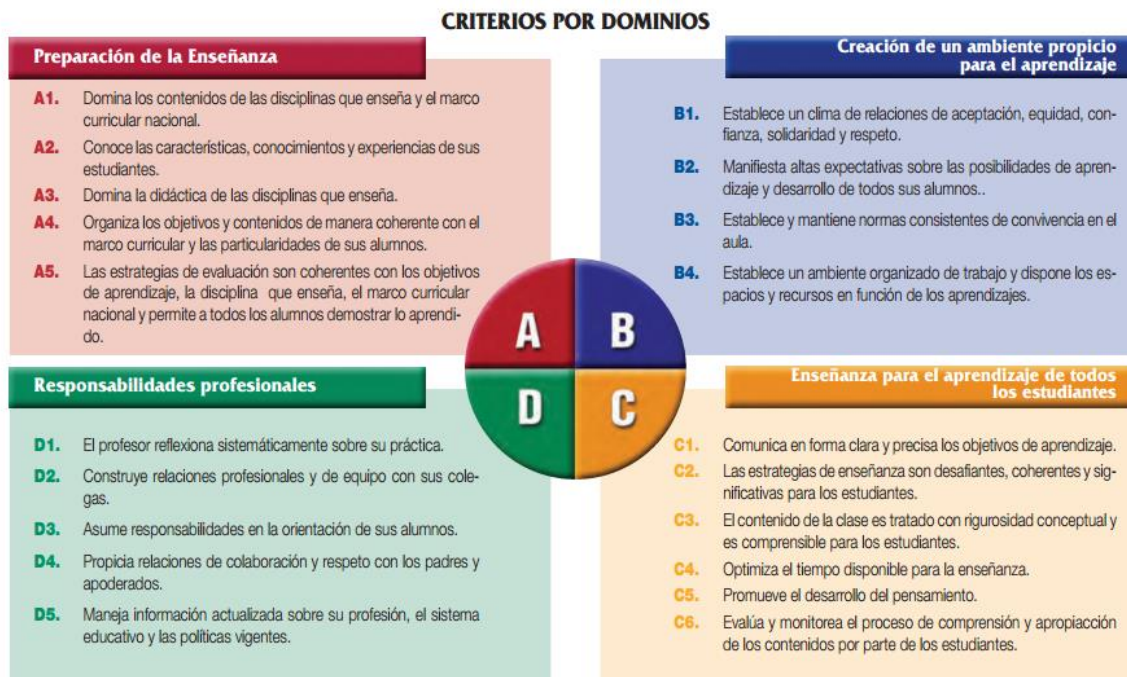 CRITERIOS POR DOMINIOS
Preparación de la Enseñanza
A1. Domina los contenidos de las disciplinas que enseña y el marco
curricular nacional.
A2. Conoce las características, conocimientos y experiencias de sus
estudiantes.
A3. Domina la didáctica de las disciplinas que enseña.
A4. Organiza los objetivos y contenidos de manera coherente con el
marco curricular y las particularidades de sus alumnos.
A5. Las estrategias de evaluación son coherentes con los objetivos
de aprendizaje, la disciplina que enseña, el marco curricular
nacional y permite a todos los alumnos demostrar lo aprendi-
do.
Creación de un ambiente propicio
para el aprendizaje
B1. Establece un clima de relaciones de aceptación, equidad, con-
fianza, solidaridad y respeto.
B2. Manifiesta altas expectativas sobre las posibilidades de apren-
dizaje y desarrollo de todos sus alumnos..
B3. Establece y mantiene normas consistentes de convivencia en el
aula.
B4. Establece un ambiente organizado de trabajo y dispone los es-
pacios y recursos en función de los aprendizajes.
A B
D C
Responsabilidades profesionales
D1. El profesor reflexiona sistemáticamente sobre su práctica.
D2. Construye relaciones profesionales y de equipo con sus cole-
gas.
D3. Asume responsabilidades en la orientación de sus alumnos.
D4. Propicia relaciones de colaboración y respeto con los padres y
apoderados.
D5. Maneja información actualizada sobre su profesión, el sistema
educativo y las políticas vigentes.
Enseñanza para el aprendizaje de todos
los estudiantes
C1. Comunica en forma clara y precisa los objetivos de aprendizaje.
C2. Las estrategias de enseñanza son desafiantes, coherentes y sig-
nificativas para los estudiantes.
C3. El contenido de la clase es tratado con rigurosidad conceptual y
es comprensible para los estudiantes.
C4. Optimiza el tiempo disponible para la enseñanza.
C5. Promueve el desarrollo del pensamiento.
C6. Evalúa y monitorea el proceso de comprensión y apropiacción
de los contenidos por parte de los estudiantes.